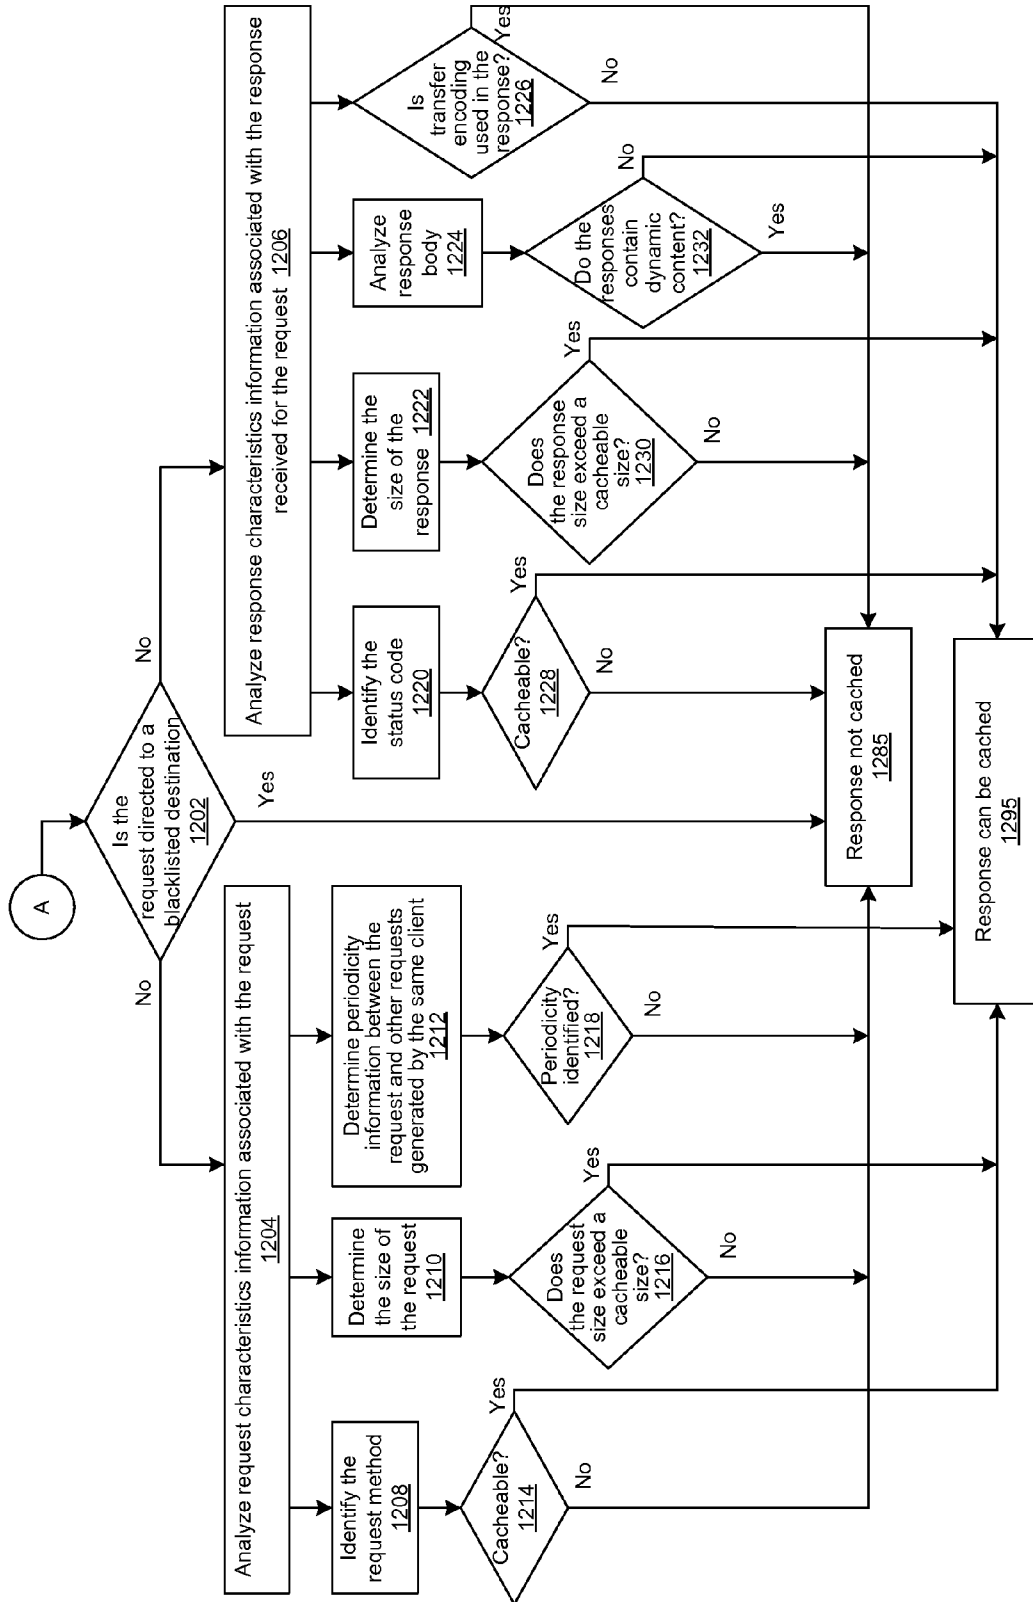 A
Is the
request directed to a
blacklisted destination
1202
No
No
Yes
Analyze request characteristics information associated with the request
1204
Identify the
request method
1208
Determine
the size of
the request
1210
Determine periodicity
information between the
request and other requests
generated by the same client
1212
Cacheable?
1214
Yes
No
Does
the request
size exceed a
cacheable
size?
1216
Yes
No
Periodicity
identified?
1218
Yes
No
Analyze response characteristics information associated with the response
received for the request 1206
Identify the
status code
1220
Determine the
size of the
response 1222
Analyze
response
body
1224
Is
transfer
encoding
used in the
response?
1226
Yes
No
Cacheable?
1228
Yes
No
Does
the response
size exceed a
cacheable
size?
1230
Yes
No
Do the
responses
contain
dynamic
content?
1232
No
Yes
Response not cached
1285
Response can be cached
1295